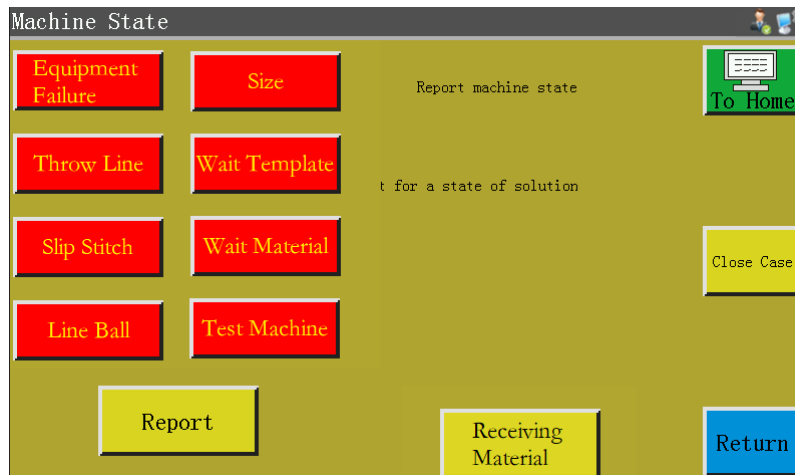 Machine State
Equipment
Failure
Size
Report machine state
To Home
Throw Line
Wait Template
t for a state of solution
Slip Stitch
Wait Material
Close Case
Line Ball
Test Machine
Report
Receiving
Material
Return